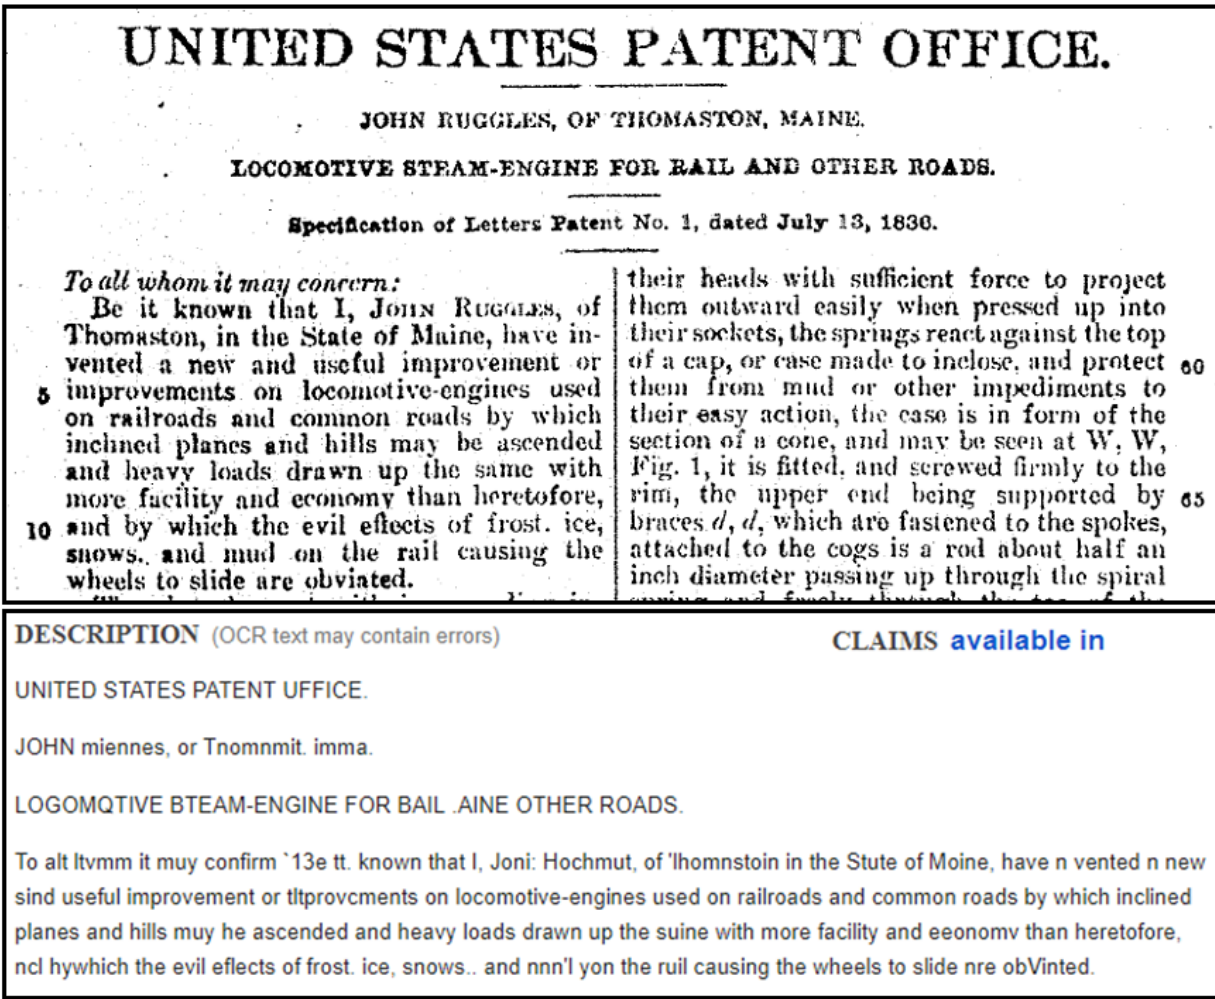 UNITED STATES PATENT OFFICE.
JOHN RUGGLES, OF THOMASTON, MAINE.
LOCOMOTIVE STEAM-ENGINE FOR RAIL AND OTHER ROADS.
Specification of Letters Patent No. 1, dated July 13, 1836.
To all whom it may concern:
Be it known that I, JOHN RUGGLES, of
Thomaston, in the State of Maine, have in-
vented a new and useful improvement or
5 improvements on locomotive-engines used
on railroads and common roads by which
inclined planes and hills may be ascended
and heavy loads drawn up the same with
more facility and economy than heretofore,
10 and by which the evil effects of frost. ice,
snows.. and mud on the rail causing the
wheels to slide are obviated.
their heads with sufficient force to project
them outward easily when pressed up into
their sockets, the springs react against the top
of a cap, or case made to inclose, and protect 60
them from mud or other impediments to
their easy action, the case is in form of the
section of a cone, and may be seen at W, W,
Fig. 1, it is fitted, and screwed firmly to the
rim, the upper end being supported by 65
braces d, d, which are fastened to the spokes,
attached to the cogs is a rod about half an
inch diameter passing up through the spiral
DESCRIPTION (OCR text may contain errors)
CLAIMS available in
UNITED STATES PATENT UFFICE.
JOHN miennes, or Tnomnmit. imma.
LOGOMQTIVE BTEAM-ENGINE FOR BAIL .AINE OTHER ROADS.
To alt ltvmm it muy confirm `13e tt. known that I, Joni: Hochmut, of 'lhomnstoin in the Stute of Moine, have n vented n new
sind useful improvement or tltprovcments on locomotive-engines used on railroads and common roads by which inclined
planes and hills muy he ascended and heavy loads drawn up the suine with more facility and eeonomv than heretofore,
ncl hywhich the evil eflects of frost. ice, snows.. and nnn'l yon the ruil causing the wheels to slide nre obVinted.